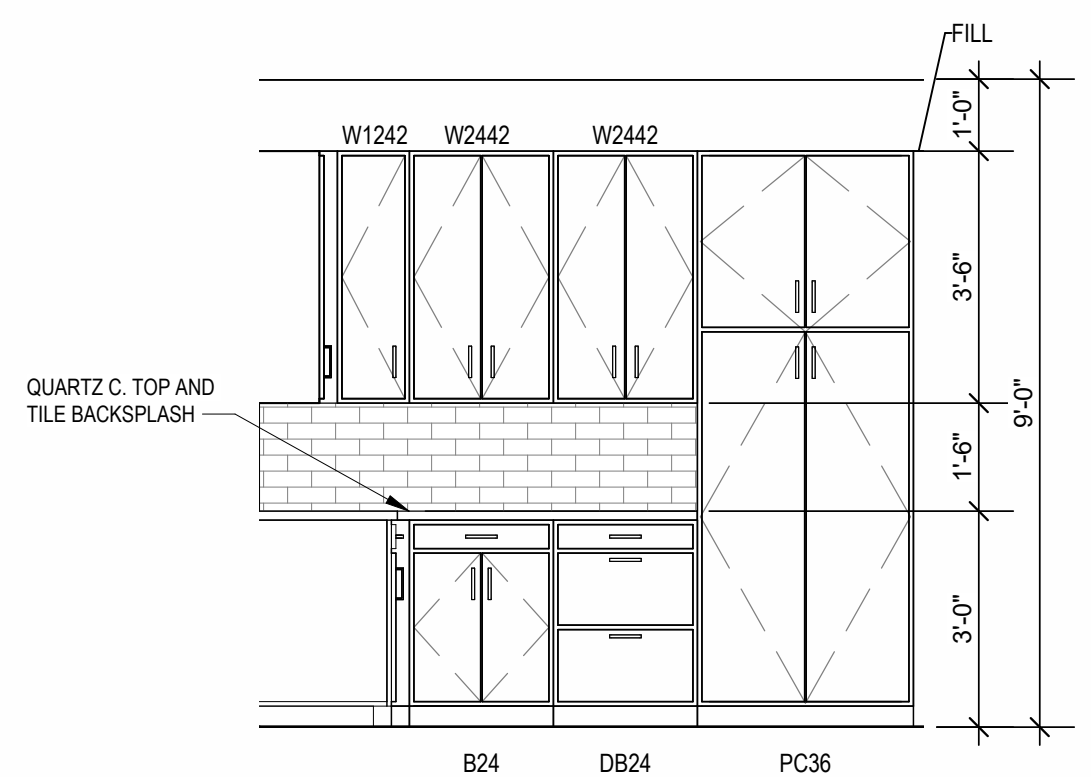 FILL
1'-0"
W1242 W2442 W2442
3'-6"
QUARTZ C. TOP AND
TILE BACKSPLASH
9'-0"
1'-6"
3'-0"
B24 DB24 PC36